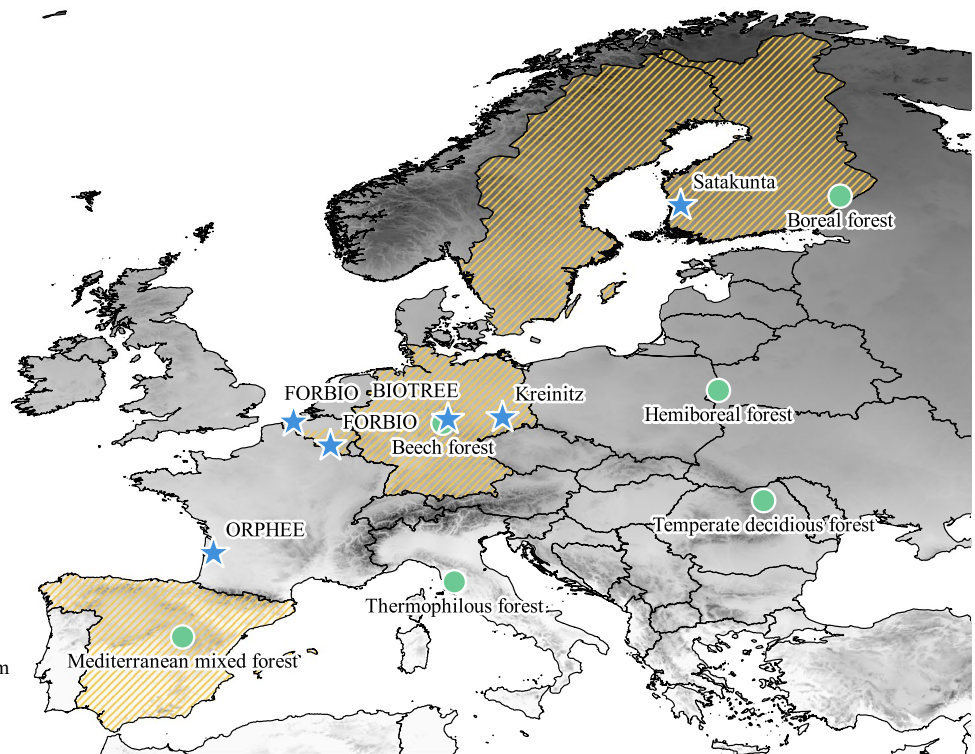 Satakunta
Boreal forest
FORBIO
BIOTREE
Kreinitz
Hemiboreal forest
FORBIO
Beech forest
Temperate decidious forest
ORPHEE
Thermophilous forest
Mediterranean mixed forest
m